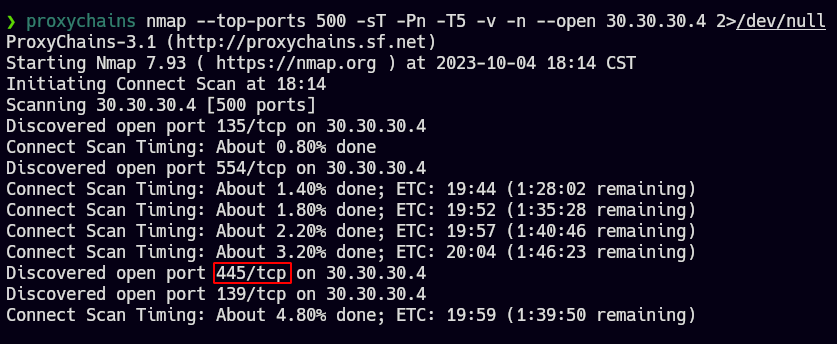 ❯ proxychains nmap --top-ports 500 -sT -Pn -T5 -v -n --open 30.30.30.4 2>/dev/null
ProxyChains-3.1 (http://proxychains.sf.net)
Starting Nmap 7.93 ( https://nmap.org ) at 2023-10-04 18:14 CST
Initiating Connect Scan at 18:14
Scanning 30.30.30.4 [500 ports]
Discovered open port 135/tcp on 30.30.30.4
Connect Scan Timing: About 0.80% done
Discovered open port 554/tcp on 30.30.30.4
Connect Scan Timing: About 1.40% done; ETC: 19:44 (1:28:02 remaining)
Connect Scan Timing: About 1.80% done; ETC: 19:52 (1:35:28 remaining)
Connect Scan Timing: About 2.20% done; ETC: 19:57 (1:40:46 remaining)
Connect Scan Timing: About 3.20% done; ETC: 20:04 (1:46:23 remaining)
Discovered open port 445/tcp on 30.30.30.4
Discovered open port 139/tcp on 30.30.30.4
Connect Scan Timing: About 4.80% done; ETC: 19:59 (1:39:50 remaining)